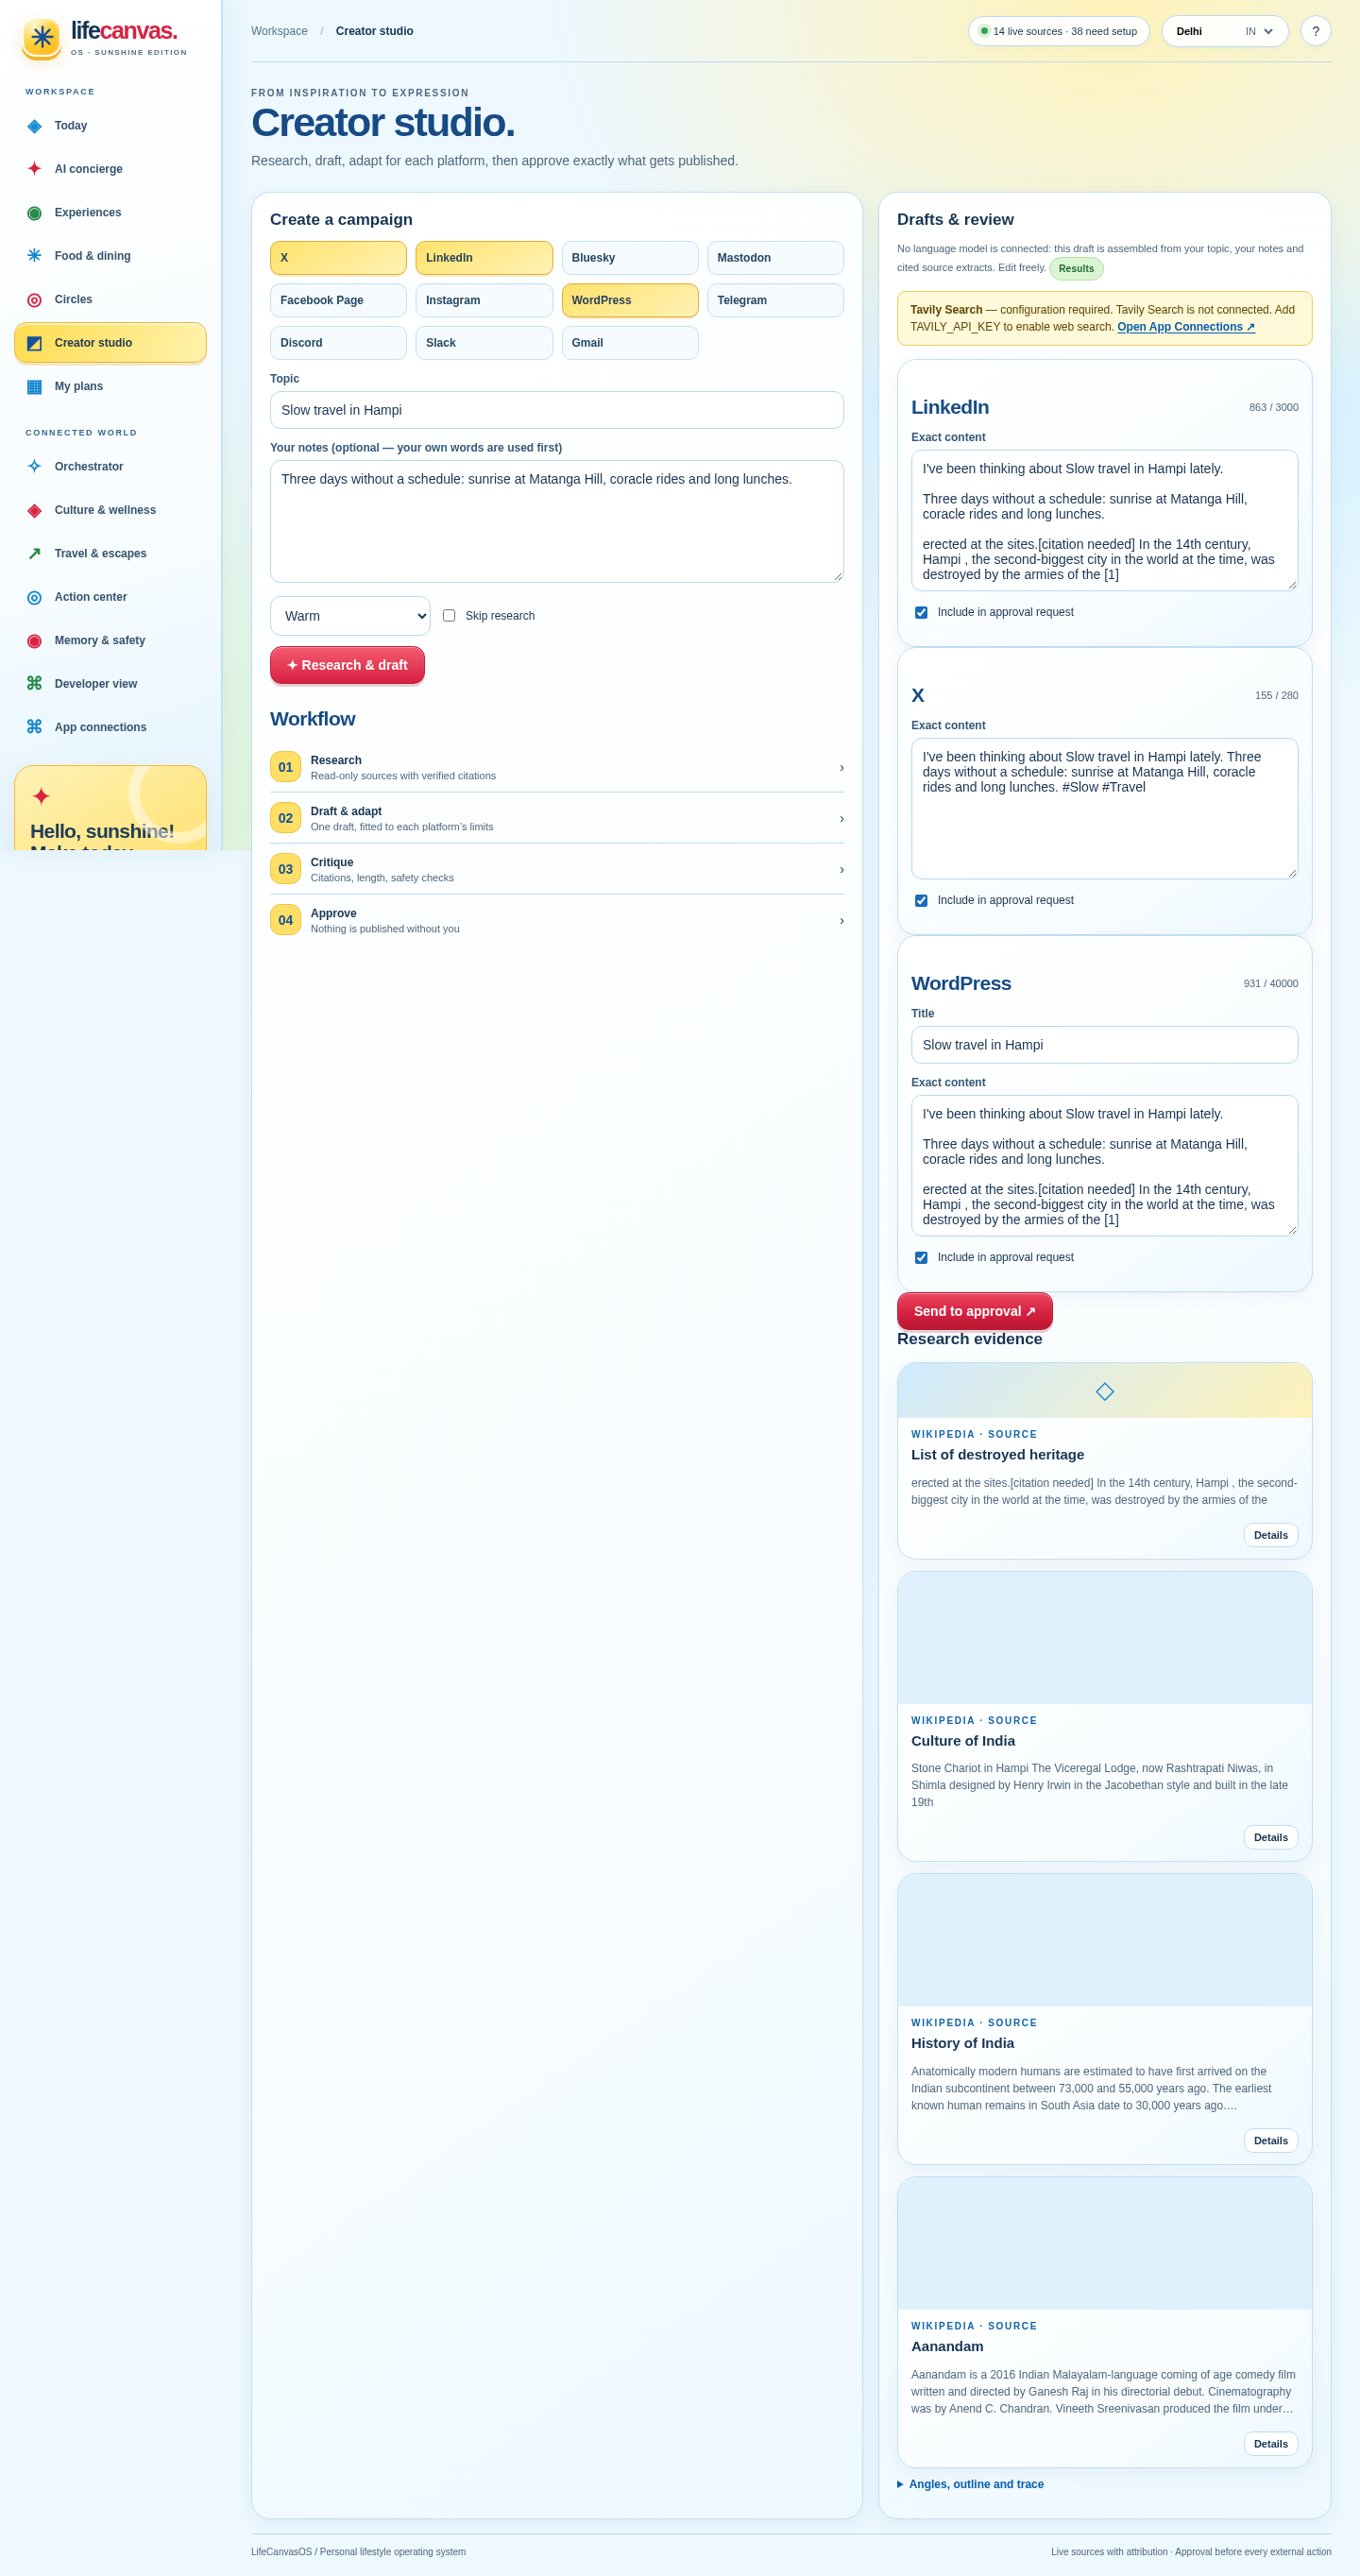 lifecanvas.
OS · SUNSHINE EDITION
WORKSPACE
Today
AI concierge
Experiences
Food & dining
Circles
Creator studio
My plans
CONNECTED WORLD
Orchestrator
Culture & wellness
Travel & escapes
Action center
Memory & safety
Developer view
App connections
Hello, sunshine!
Workspace / Creator studio
14 live sources · 38 need setup
Delhi IN
?
FROM INSPIRATION TO EXPRESSION
Creator studio.
Research, draft, adapt for each platform, then approve exactly what gets published.
Create a campaign
X LinkedIn Bluesky Mastodon
Facebook Page Instagram WordPress Telegram
Discord Slack Gmail
Topic
Slow travel in Hampi
Your notes (optional — your own words are used first)
Three days without a schedule: sunrise at Matanga Hill, coracle rides and long lunches.
Warm Skip research
✦ Research & draft
Workflow
01 Research
Read-only sources with verified citations
02 Draft & adapt
One draft, fitted to each platform's limits
03 Critique
Citations, length, safety checks
04 Approve
Nothing is published without you
Drafts & review
No language model is connected: this draft is assembled from your topic, your notes and
cited source extracts. Edit freely. Results
Tavily Search — configuration required. Tavily Search is not connected. Add
TAVILY_API_KEY to enable web search. Open App Connections ↗
LinkedIn 863 / 3000
Exact content
I've been thinking about Slow travel in Hampi lately.
Three days without a schedule: sunrise at Matanga Hill,
coracle rides and long lunches.
erected at the sites.[citation needed] In the 14th century,
Hampi , the second-biggest city in the world at the time, was
destroyed by the armies of the [1]
Include in approval request
X 155 / 280
Exact content
I've been thinking about Slow travel in Hampi lately. Three
days without a schedule: sunrise at Matanga Hill, coracle
rides and long lunches. #Slow #Travel
Include in approval request
WordPress 931 / 40000
Title
Slow travel in Hampi
Exact content
I've been thinking about Slow travel in Hampi lately.
Three days without a schedule: sunrise at Matanga Hill,
coracle rides and long lunches.
erected at the sites.[citation needed] In the 14th century,
Hampi , the second-biggest city in the world at the time, was
destroyed by the armies of the [1]
Include in approval request
Send to approval ↗
Research evidence
WIKIPEDIA · SOURCE
List of destroyed heritage
erected at the sites.[citation needed] In the 14th century, Hampi , the second-
biggest city in the world at the time, was destroyed by the armies of the
Details
WIKIPEDIA · SOURCE
Culture of India
Stone Chariot in Hampi The Viceregal Lodge, now Rashtrapati Niwas, in
Shimla designed by Henry Irwin in the Jacobethan style and built in the late
19th
Details
WIKIPEDIA · SOURCE
History of India
Anatomically modern humans are estimated to have first arrived on the
Indian subcontinent between 73,000 and 55,000 years ago. The earliest
known human remains in South Asia date to 30,000 years ago.…
Details
WIKIPEDIA · SOURCE
Aanandam
Aanandam is a 2016 Indian Malayalam-language coming of age comedy film
written and directed by Ganesh Raj in his directorial debut. Cinematography
was by Anend C. Chandran. Vineeth Sreenivasan produced the film under…
Details
Angles, outline and trace
LifeCanvasOS / Personal lifestyle operating system
Live sources with attribution · Approval before every external action